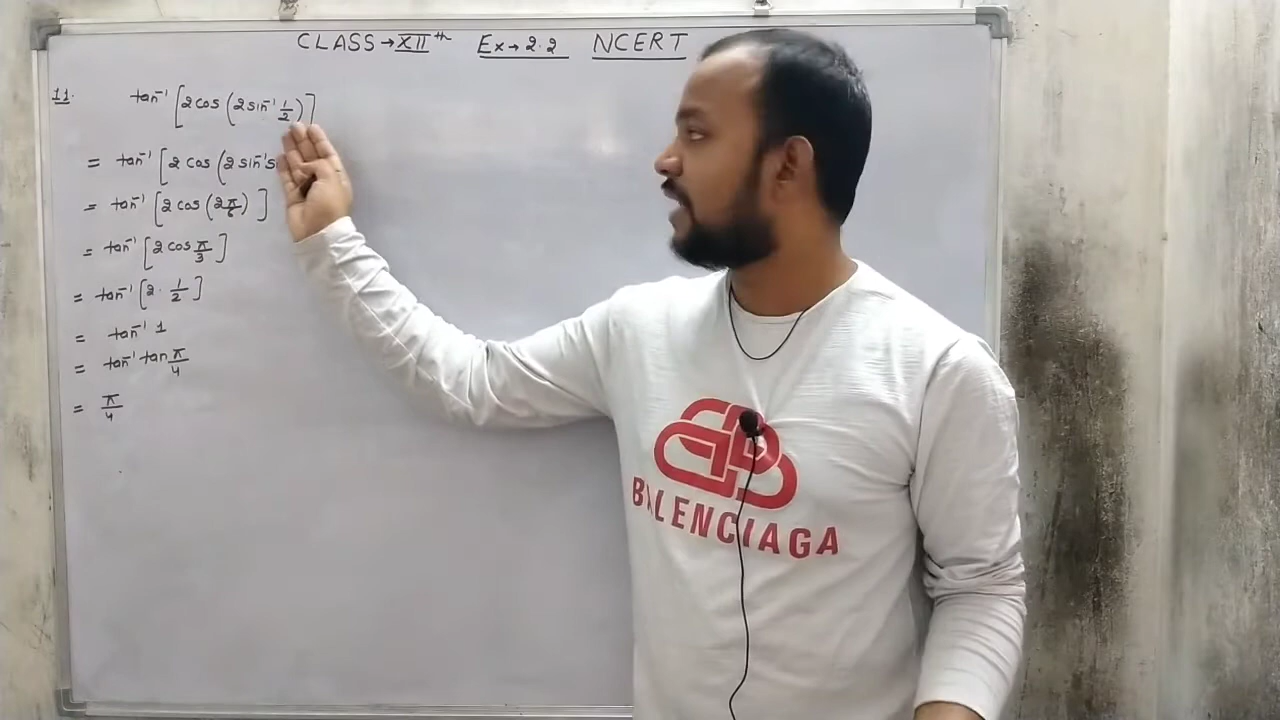 CLASS → XIIth Ex → 2.2 NCERT
11. tan⁻¹ [2 cos (2 sin⁻¹ 1/2)]
= tan⁻¹ [2 cos (2 sin⁻¹
= tan⁻¹ [2 cos (2π/6) ]
= tan⁻¹ [2 cos π/3 ]
= tan⁻¹ [2 · 1/2 ]
= tan⁻¹ 1
= tan⁻¹ tan π/4
= π/4
BALENCIAGA